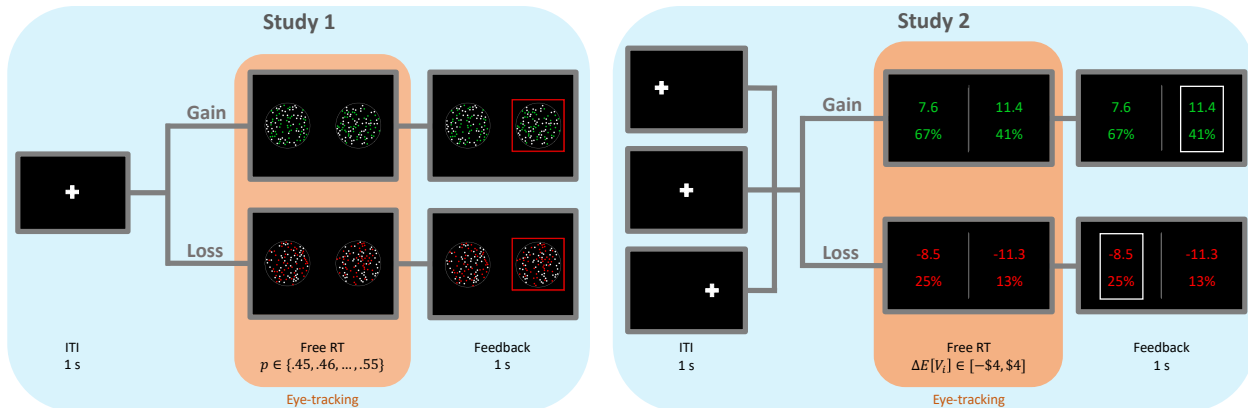 Study 1
Gain
Loss
ITI
1 s
Free RT
p ∈ {.45, .46, … , .55}
Feedback
1 s
Eye-tracking
Study 2
Gain
7.6 11.4
67% 41%
7.6 11.4
67% 41%
Loss
-8.5 -11.3
25% 13%
-8.5 -11.3
25% 13%
ITI
1 s
Free RT
ΔE[V_i] ∈ [−$4, $4]
Feedback
1 s
Eye-tracking